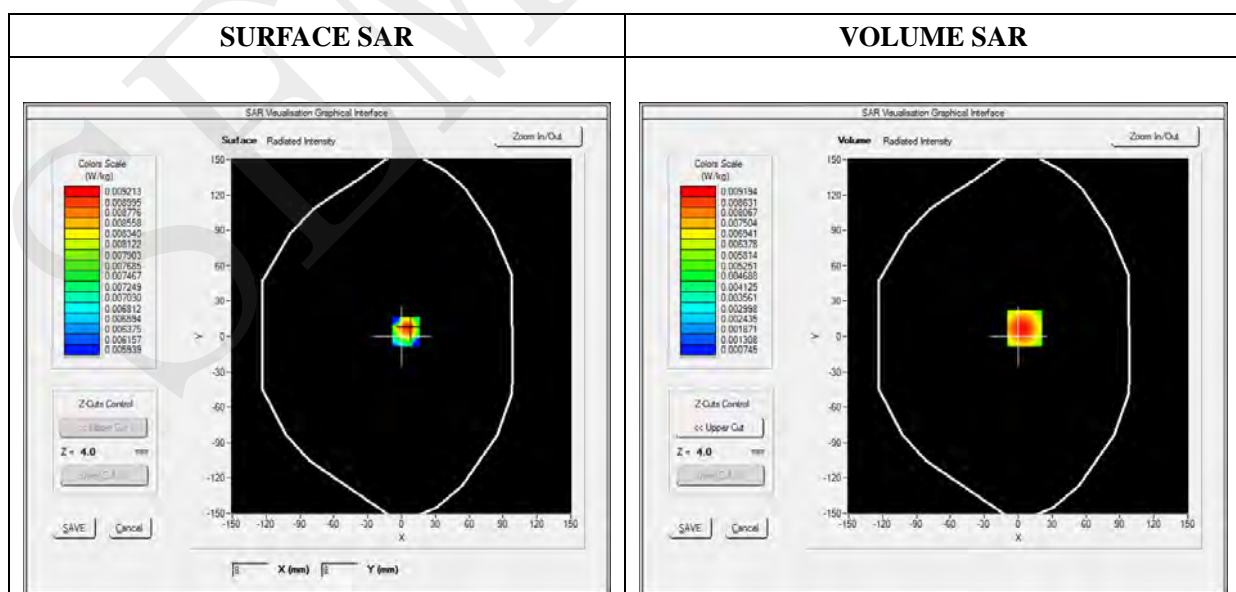 SURFACE SAR
VOLUME SAR
SAR Visualisation Graphical Interface
Surface Radiated Intensity
Zoom In/Out
Colors Scale
(W/kg)
0.009213
0.008995
0.008776
0.008558
0.008340
0.008122
0.007903
0.007685
0.007467
0.007249
0.007030
0.006812
0.006594
0.006375
0.006157
0.005939
150
120
90
60
30
0
-30
-60
-90
-120
-150
Y
-150 -120 -90 -60 -30 0 30 60 90 120 150
X
Z-Cuts Control
<< Upper Cut
Z = 4.0 mm
SAVE Cancel
X (mm) Y (mm)
SAR Visualisation Graphical Interface
Volume Radiated Intensity
Zoom In/Out
Colors Scale
(W/kg)
0.009194
0.008631
0.008067
0.007504
0.006941
0.006378
0.005814
0.005251
0.004688
0.004125
0.003561
0.002998
0.002435
0.001871
0.001308
0.000745
150
120
90
60
30
0
-30
-60
-90
-120
-150
Y
-150 -120 -90 -60 -30 0 30 60 90 120 150
X
Z-Cuts Control
<< Upper Cut
Z = 4.0 mm
SAVE Cancel